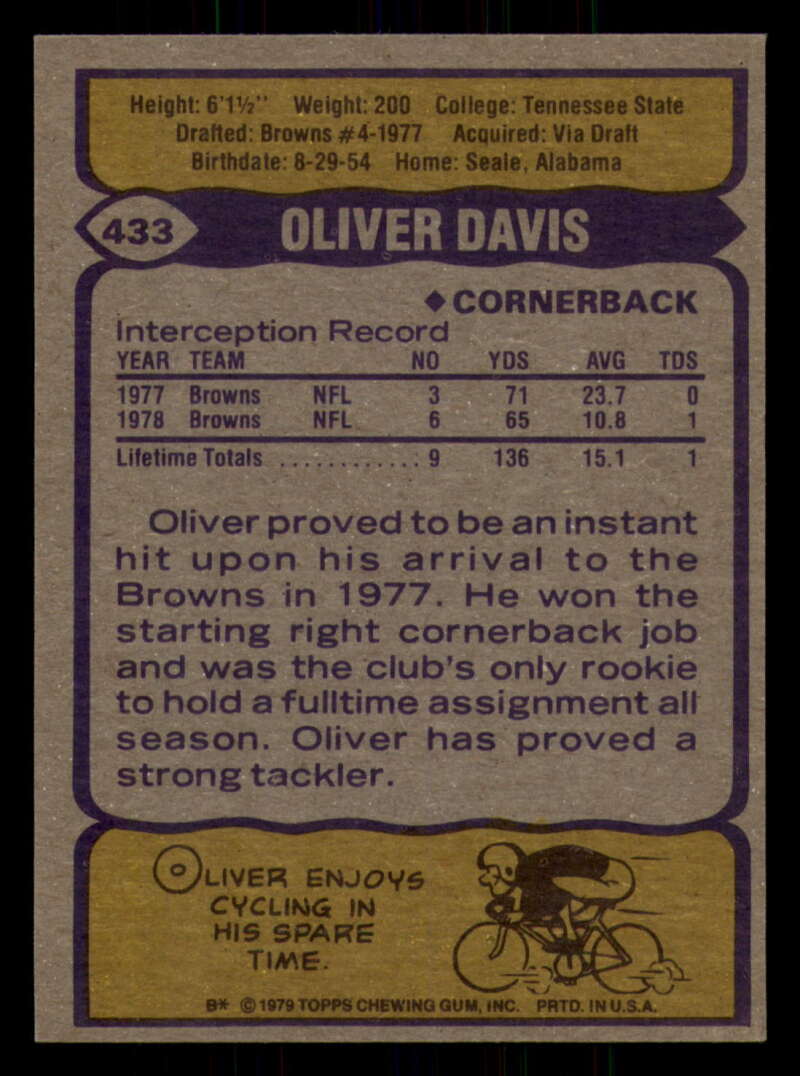 Height: 6'1½" Weight: 200 College: Tennessee State
Drafted: Browns #4-1977 Acquired: Via Draft
Birthdate: 8-29-54 Home: Seale, Alabama
433 OLIVER DAVIS
◆ CORNERBACK
Interception Record
YEAR TEAM NO YDS AVG TDS
1977 Browns NFL 3 71 23.7 0
1978 Browns NFL 6 65 10.8 1
Lifetime Totals ............ 9 136 15.1 1
Oliver proved to be an instant
hit upon his arrival to the
Browns in 1977. He won the
starting right cornerback job
and was the club's only rookie
to hold a fulltime assignment all
season. Oliver has proved a
strong tackler.
OLIVER ENJOYS
CYCLING IN
HIS SPARE
TIME.
B* © 1979 TOPPS CHEWING GUM, INC. PRTD. IN U.S.A.